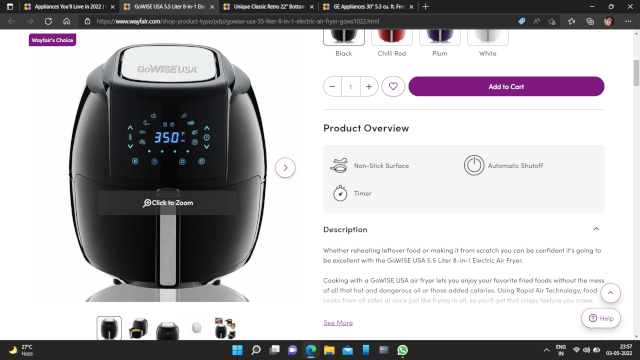 Appliances You'll Love in 2022 | W
GoWISE USA 5.5 Liter 8-in-1 Elec
Unique Classic Retro 22" Bottom
GE Appliances 30" 5.3 cu. ft. Free
https://www.wayfair.com/shop-product-type/pdp/gowise-usa-55-liter-8-in-1-electric-air-fryer-gows1022.html
Wayfair's Choice
GoWISEUSA
350°F
Click to Zoom
Black
Chilli Red
Plum
White
− 1 +
Add to Cart
Product Overview
Non-Stick Surface
Automatic Shutoff
Timer
Description
Whether reheating leftover food or making it from scratch you can be confident it's going to
be excellent with the GoWISE USA 5.5 Liter 8-in-1 Electric Air Fryer.
Cooking with a GoWISE USA air fryer lets you enjoy your favorite fried foods without the mess
of all that hot and dangerous oil or those added calories. Using Rapid Air Technology, food
cooks from all sides at once just like frying in oil, so you'll get that crispy texture you crave.
See More
Help
27°C
Haze
ENG
IN
23:57
03-05-2022